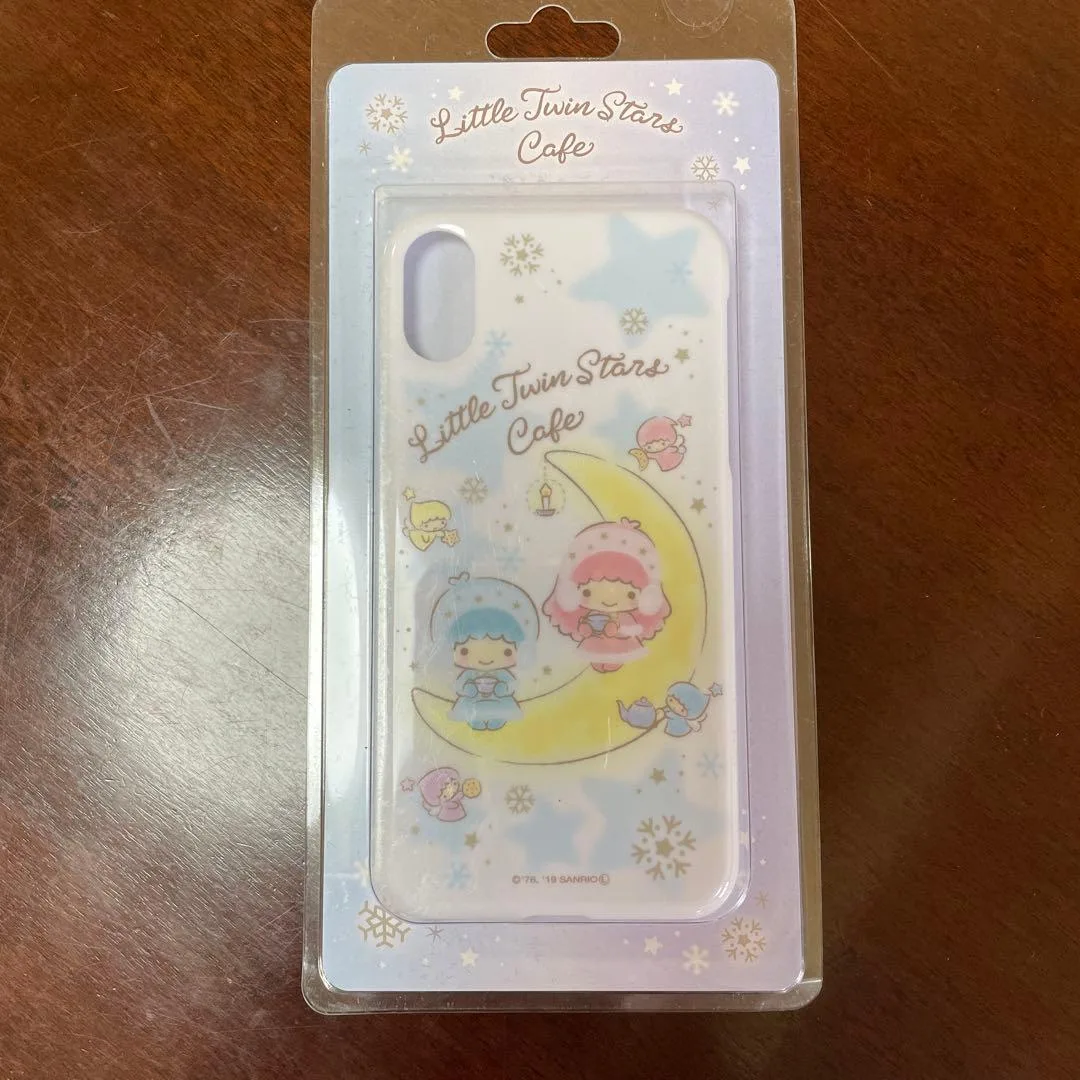 Little Twin Stars
Cafe
Little Twin Stars
Cafe
©'76, '19 SANRIO Ⓛ